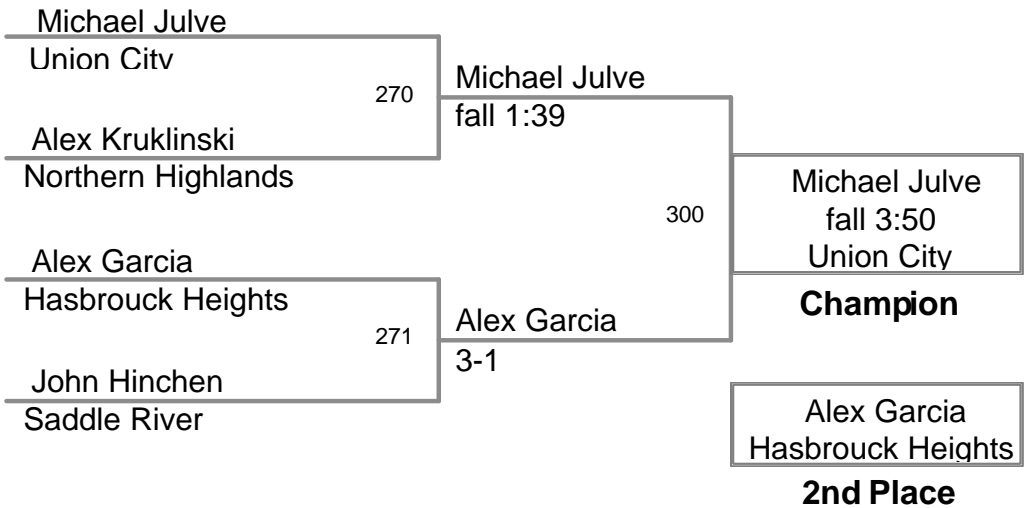 Michael Julve
Union City
270
Michael Julve
fall 1:39
Alex Kruklinski
Northern Highlands
300
Michael Julve
fall 3:50
Union City
Champion
Alex Garcia
Hasbrouck Heights
271
Alex Garcia
3-1
John Hinchen
Saddle River
Alex Garcia
Hasbrouck Heights
2nd Place